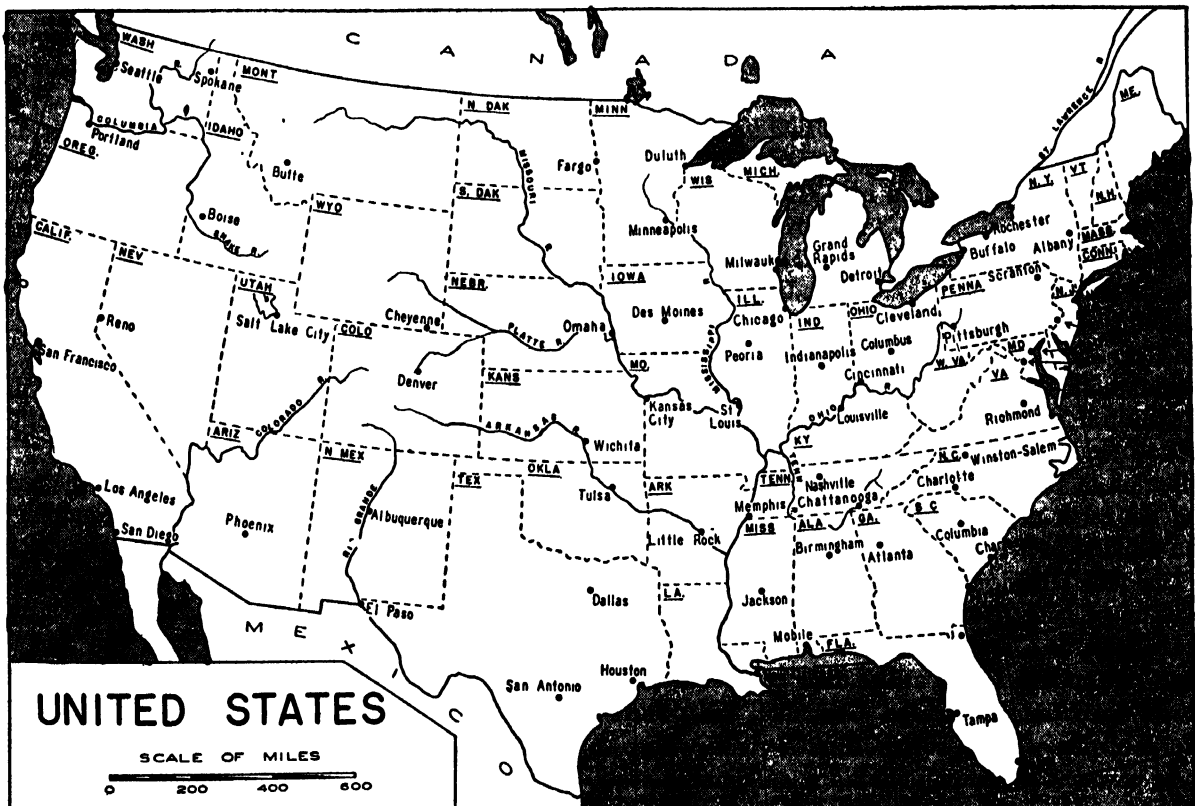 C A N A D A
WASH
Seattle
R.
Spokane
MONT
N. DAK
MINN
ME.
ST. LAWRENCE R
COLUMBIA
Portland
OREG.
IDAHO
Butte
MISSOURI
R
Fargo
Duluth
WIS
MICH.
N.Y.
VT
N.H.
S. DAK
WYO
Boise
SNAKE R.
Minneapolis
Milwauk
Grand
Rapids
Detroit
Rochester
Buffalo
Albany
MASS
CONN.
CALIF.
NEV
UTAH
NEBR.
IOWA
ILL.
Chicago
IND
OHIO
Cleveland
PENNA
Scranton
N.J.
Reno
Salt Lake City
COLO
Cheyenne
PLATTE R.
Omaha
Des Moines
MISSISSIPPI
R
Peoria
Indianapolis
Columbus
Cincinnati
Pittsburgh
W. VA
MD
VA
San Francisco
Denver
KANS
MO.
Kansas
City
St
Louis
OHIO
R
Louisville
Richmond
COLORADO
R
ARIZ
N MEX
ARKANSAS
R
Wichita
KY
N.C.
Winston-Salem
OKLA
TEX
Tulsa
ARK
TENN
Nashville
Chattanooga
Charlotte
Los Angeles
San Diego
Phoenix
RIO GRANDE
Albuquerque
Memphis
MISS
ALA
GA.
S C
Little Rock
Birmingham
Atlanta
Columbia
Char
El Paso
Dallas
LA.
Jackson
Mobile
FLA.
M E X I C O
San Antonio
Houston
Tampa
UNITED STATES
SCALE OF MILES
0 200 400 600